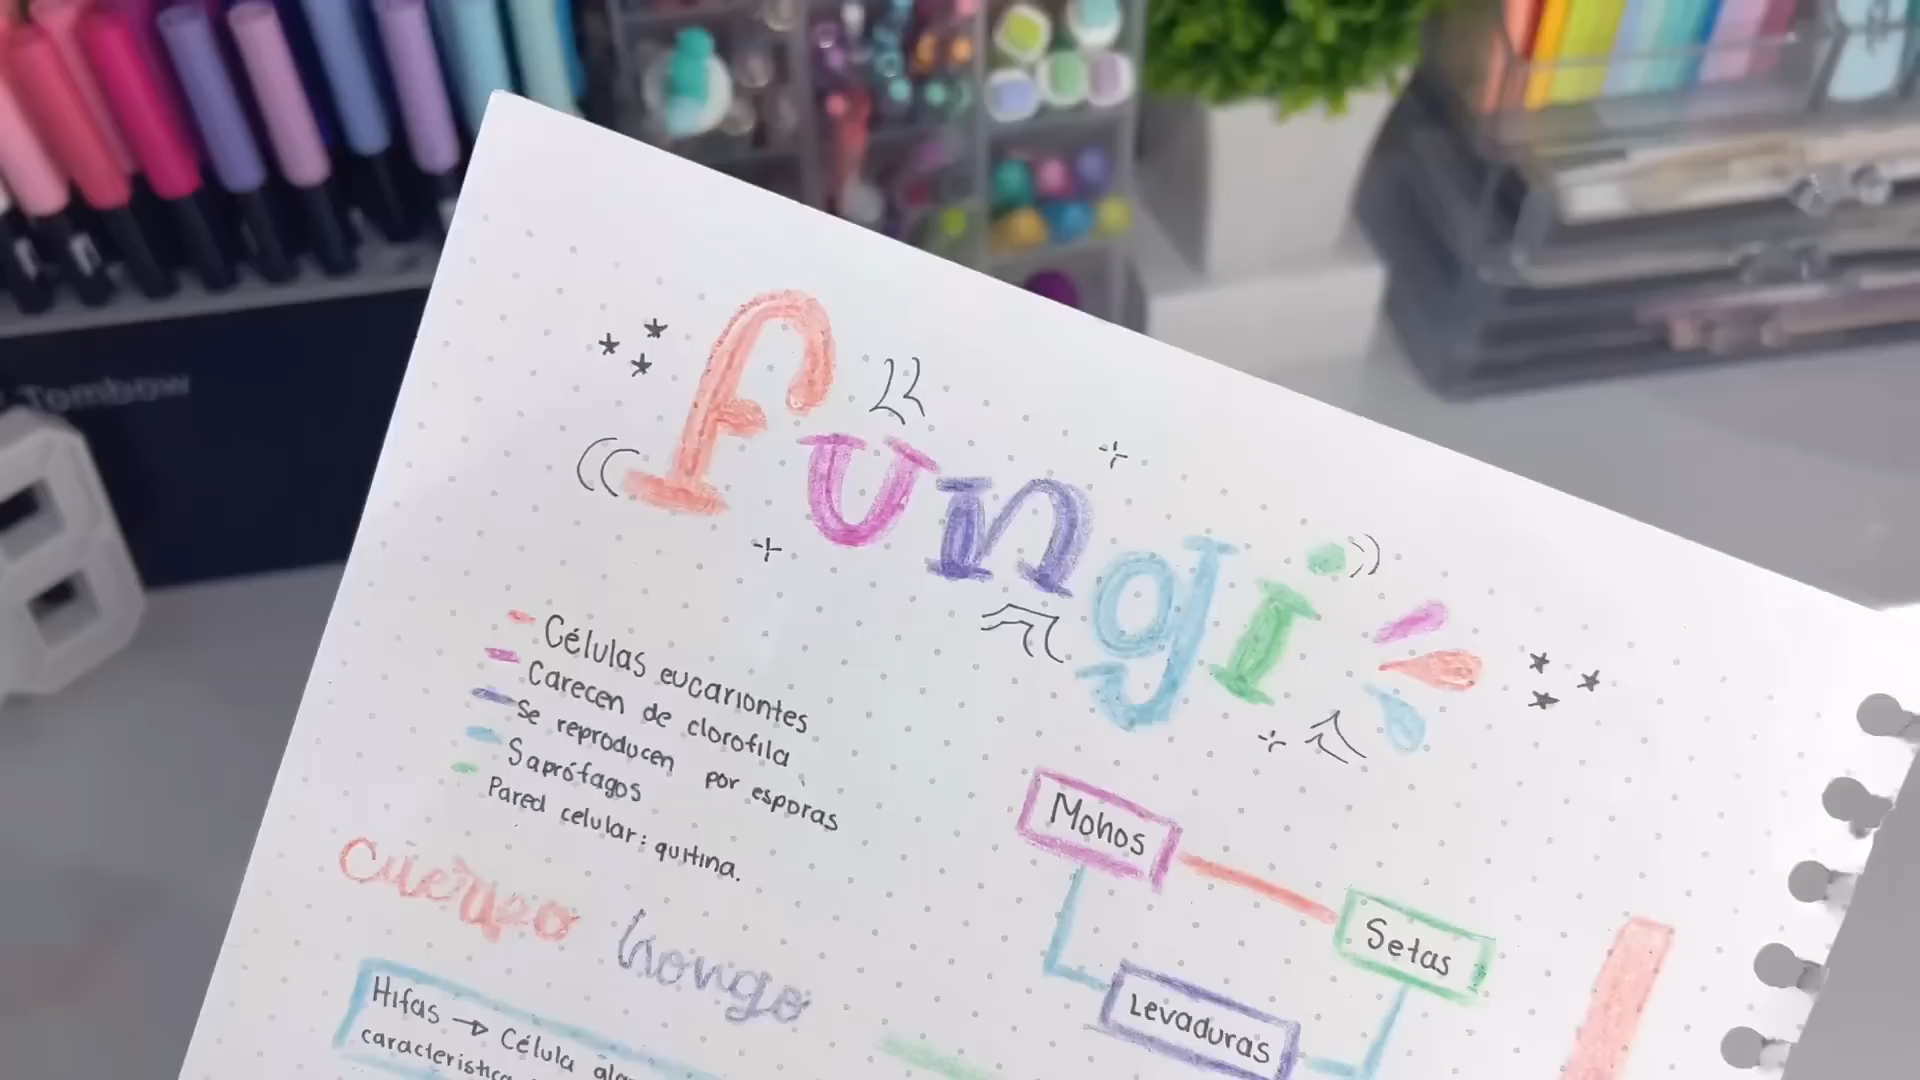 Tombow
fungi
Células eucariontes
Carecen de clorofila
Se reproducen por esporas
Saprófagos
Pared celular: quitina.
Mohos
Setas
Levaduras
cuerpo hongo
Hifas → Célula
característica